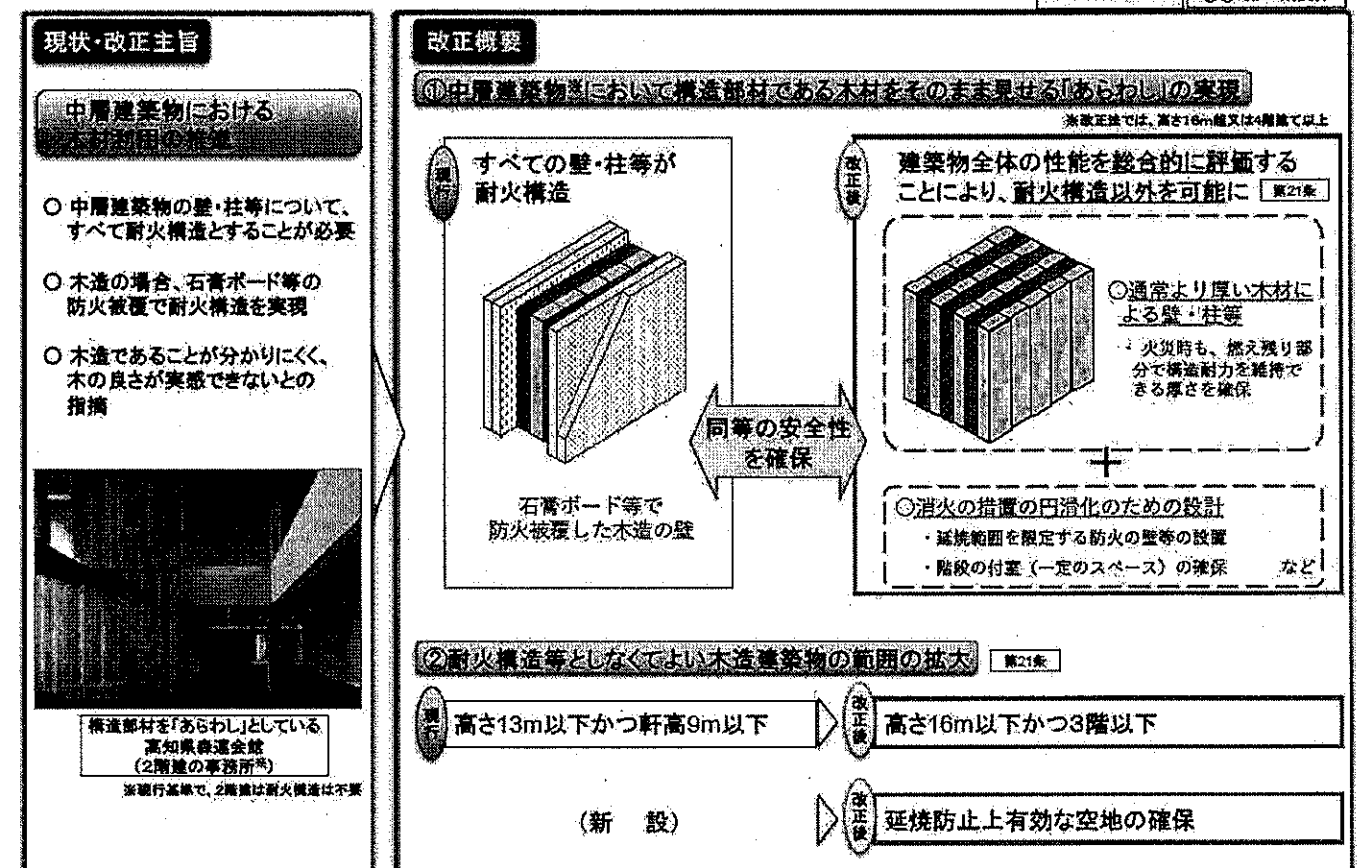 現状・改正主旨
中層建築物における
木材利用の推進
○ 中層建築物の壁・柱等について、
すべて耐火構造とすることが必要
○ 木造の場合、石膏ボード等の
防火被覆で耐火構造を実現
○ 木造であることが分かりにくく、
木の良さが実感できないとの
指摘
構造部材を「あらわし」としている
高知県森連会館
(2階建の事務所※)
※現行基準で、2階建は耐火構造は不要
改正概要
①中層建築物※において構造部材である木材をそのまま見せる「あらわし」の実現
※改正法では、高さ16m超又は4階建て以上
現行
すべての壁・柱等が
耐火構造
石膏ボード等で
防火被覆した木造の壁
同等の安全性
を確保
改正後
建築物全体の性能を総合的に評価する
ことにより、耐火構造以外を可能に 第21条
○通常より厚い木材に
よる壁・柱等
・ 火災時も、燃え残り部
分で構造耐力を維持で
きる厚さを確保
＋
○消火の措置の円滑化のための設計
・延焼範囲を限定する防火の壁等の設置
・階段の付室（一定のスペース）の確保 など
②耐火構造等としなくてよい木造建築物の範囲の拡大 第21条
現行 高さ13m以下かつ軒高9m以下
改正後 高さ16m以下かつ3階以下
(新 設)
改正後 延焼防止上有効な空地の確保